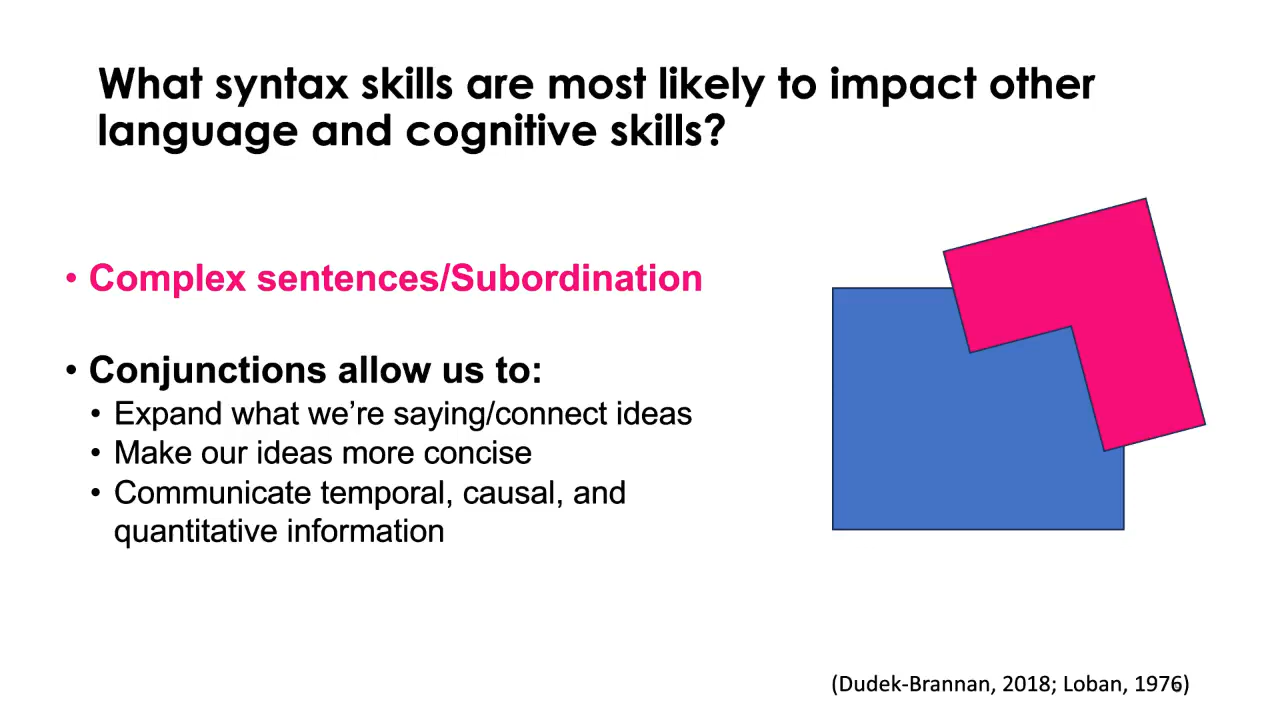 What syntax skills are most likely to impact other
language and cognitive skills?
• Complex sentences/Subordination
• Conjunctions allow us to:
• Expand what we’re saying/connect ideas
• Make our ideas more concise
• Communicate temporal, causal, and
quantitative information
(Dudek-Brannan, 2018; Loban, 1976)